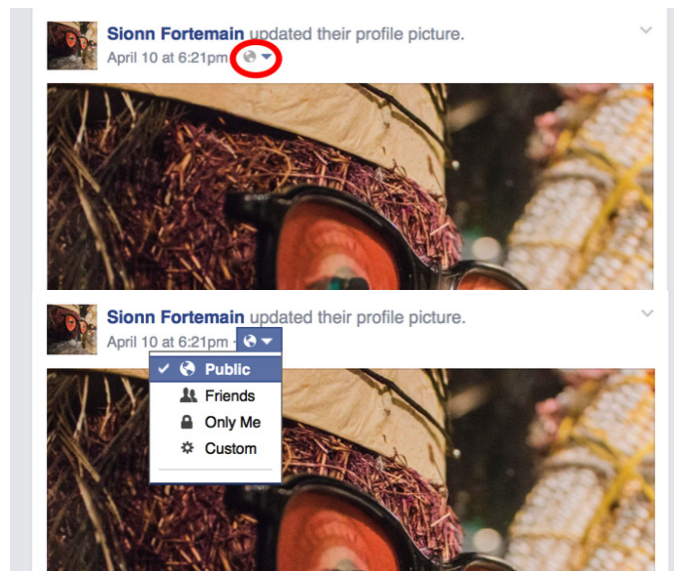 Sionn Fortemain updated their profile picture.
April 10 at 6:21pm ·
Sionn Fortemain updated their profile picture.
April 10 at 6:21pm ·
Public
Friends
Only Me
Custom